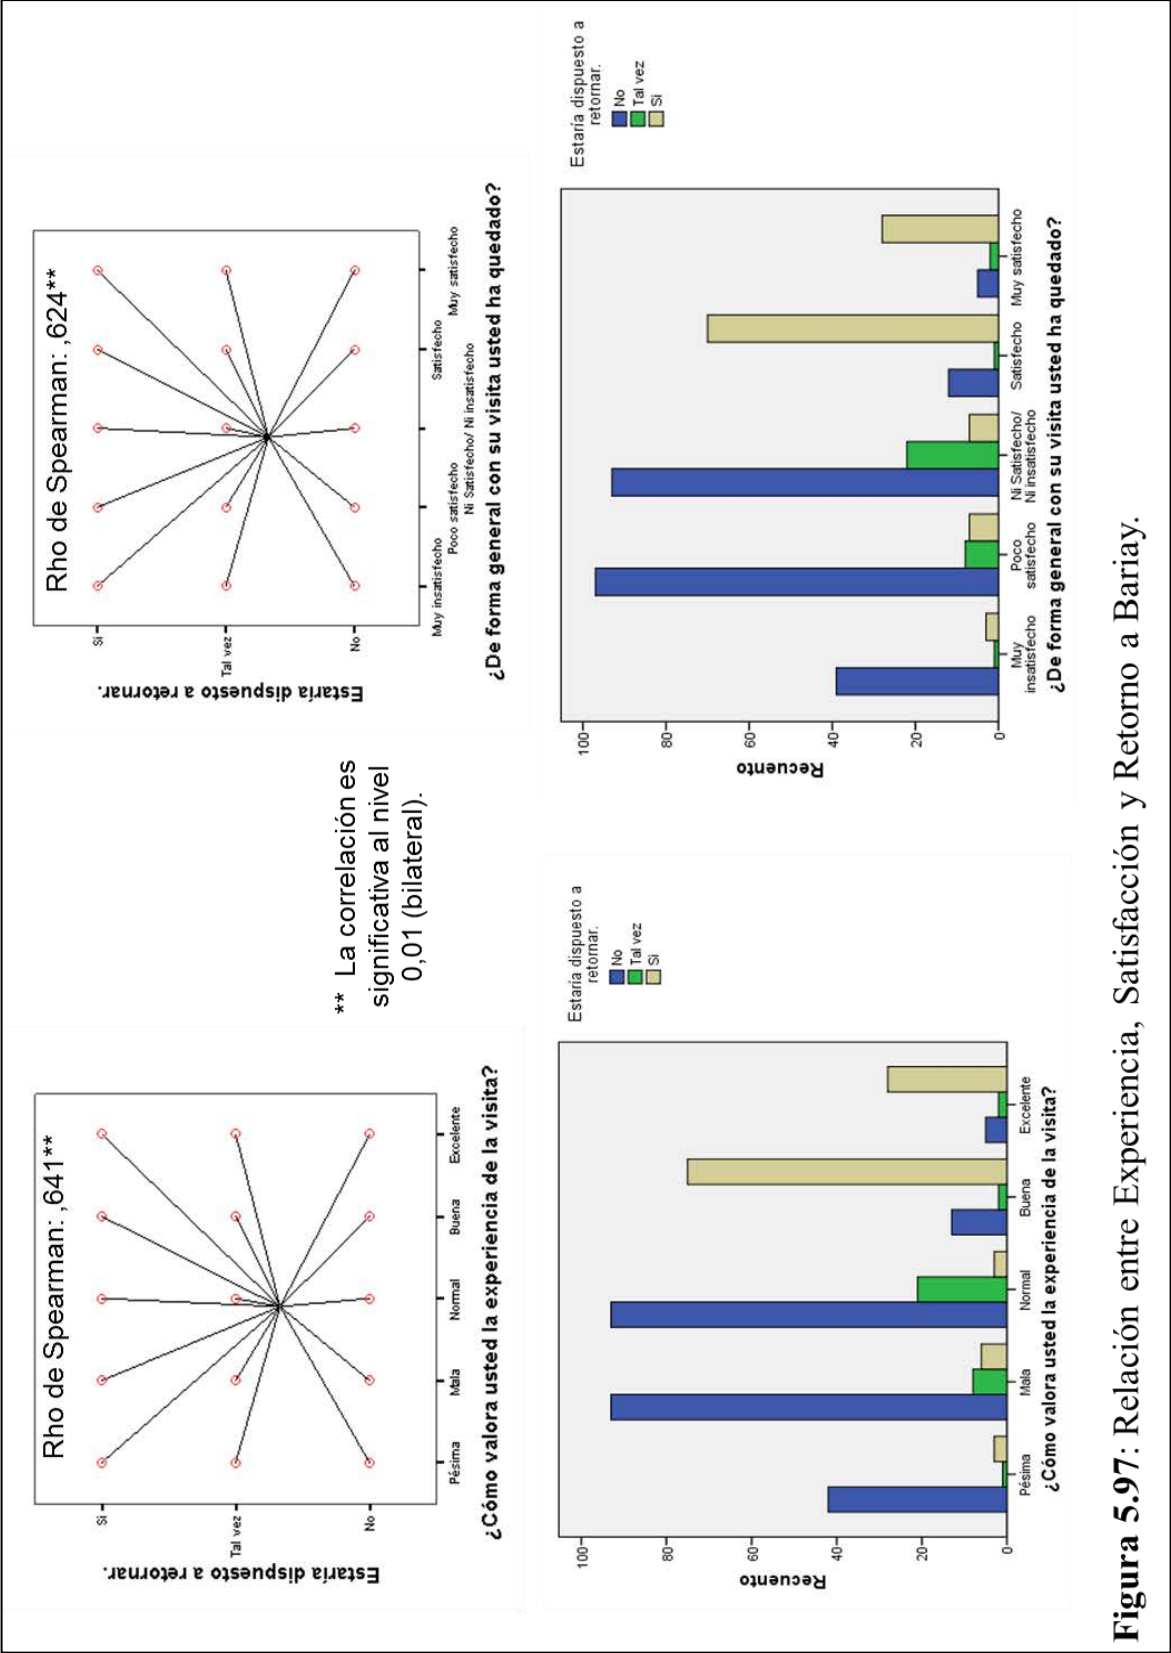 Rho de Spearman: ,641**
Estaría dispuesto a retornar.
Si
Tal vez
No
Pésima
Mala
Normal
Buena
Excelente
¿Cómo valora usted la experiencia de la visita?
** La correlación es
significativa al nivel
0,01 (bilateral).
Rho de Spearman: ,624**
Estaría dispuesto a retornar.
Si
Tal vez
No
Muy insatisfecho
Poco satisfecho
Ni Satisfecho/ Ni insatisfecho
Satisfecho
Muy satisfecho
¿De forma general con su visita usted ha quedado?
Recuento
100
80
60
40
20
0
Pésima
Mala
Normal
Buena
Excelente
¿Cómo valora usted la experiencia de la visita?
Estaría dispuesto a
retornar.
No
Tal vez
Si
Recuento
100
80
60
40
20
0
Muy
insatisfecho
Poco
satisfecho
Ni Satisfecho/
Ni insatisfecho
Satisfecho
Muy satisfecho
¿De forma general con su visita usted ha quedado?
Estaría dispuesto a
retornar.
No
Tal vez
Si
Figura 5.97: Relación entre Experiencia, Satisfacción y Retorno a Bariay.